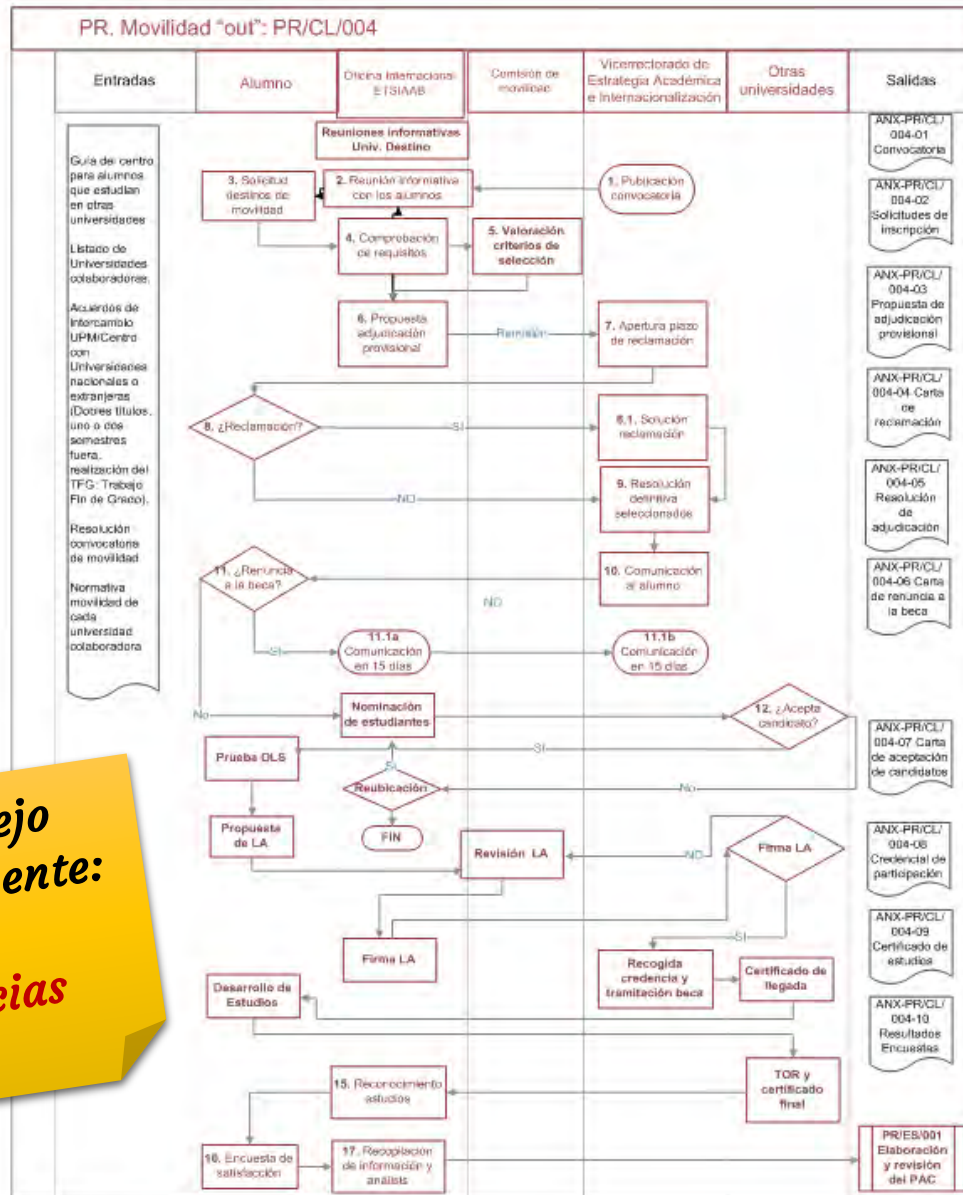 PR. Movilidad “out”: PR/CL/004
Entradas
Alumno
Oficina Internacional
ETSIAAB
Comisión de
movilidad
Vicerrectorado de
Estrategia Académica
e Internacionalización
Otras
universidades
Salidas
Guía del centro
para alumnos
que estudian
en otras
universidades
Listado de
Universidades
colaboradoras.
Acuerdos de
Intercambio
UPM/Centro
con
Universidades
nacionales o
extranjeras
(Dobles títulos,
uno o dos
semestres
fuera,
realización del
TFG: Trabajo
Fin de Grado).
Resolución
convocatoria
de movilidad
Normativa
movilidad de
cada
universidad
colaboradora
Reuniones informativas
Univ. Destino
3. Solicitud
destinos de
movilidad
2. Reunión informativa
con los alumnos
1. Publicación
convocatoria
4. Comprobación
de requisitos
5. Valoración
criterios de
selección
6. Propuesta
adjudicación
provisional
Remisión
7. Apertura plazo
de reclamación
8. ¿Reclamación?
SI
8.1. Solución
reclamación
NO
9. Resolución
definitiva
seleccionados
11. ¿Renuncia
a la beca?
10. Comunicación
al alumno
NO
SI
11.1a
Comunicación
en 15 días
11.1b
Comunicación
en 15 días
No
Nominación
de estudiantes
12. ¿Acepta
candidato?
SI
Prueba OLS
Si
Reubicación
No
FIN
Propuesta
de LA
Revisión LA
NO
Firma LA
SI
Firma LA
Recogida
credencia y
tramitación beca
Certificado de
llegada
Desarrollo de
Estudios
TOR y
certificado
final
15. Reconocimiento
estudios
16. Encuesta de
satisfacción
17. Recopilación
de información y
análisis
ANX-PR/CL/
004-01
Convocatoria
ANX-PR/CL/
004-02
Solicitudes de
inscripción
ANX-PR/CL/
004-03
Propuesta de
adjudicación
provisional
ANX-PR/CL/
004-04 Carta
de
reclamación
ANX-PR/CL/
004-05
Resolución
de
adjudicación
ANX-PR/CL/
004-06 Carta
de renuncia a
la beca
ANX-PR/CL/
004-07 Carta
de aceptación
de candidatos
ANX-PR/CL/
004-08
Credencial de
participación
ANX-PR/CL/
004-09
Certificado de
estudios
ANX-PR/CL/
004-10
Resultados
Encuestas
PR/ES/001
Elaboración
y revisión
del PAC
ejo
ente:
cias